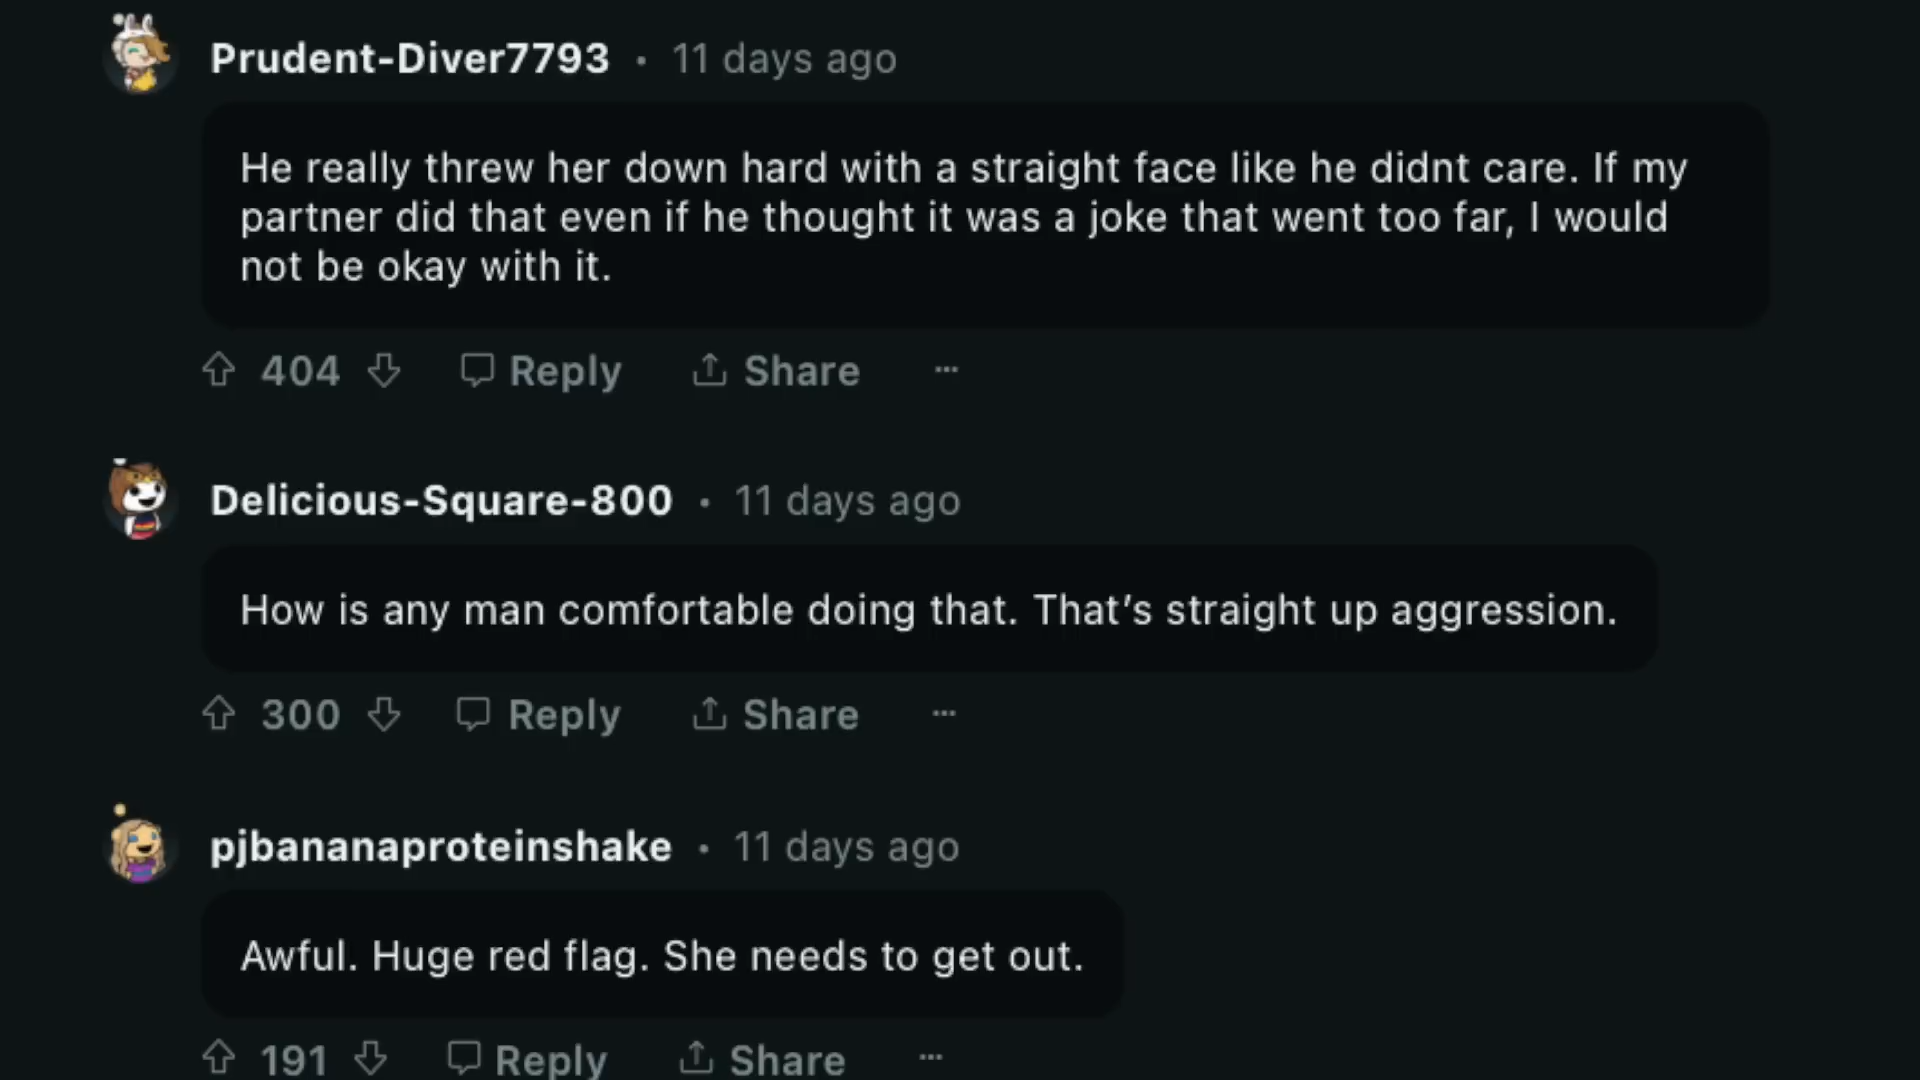 Prudent-Diver7793 · 11 days ago
He really threw her down hard with a straight face like he didnt care. If my
partner did that even if he thought it was a joke that went too far, I would
not be okay with it.
404 Reply Share ...
Delicious-Square-800 · 11 days ago
How is any man comfortable doing that. That’s straight up aggression.
300 Reply Share ...
pjbananaproteinshake · 11 days ago
Awful. Huge red flag. She needs to get out.
191 Reply Share ...